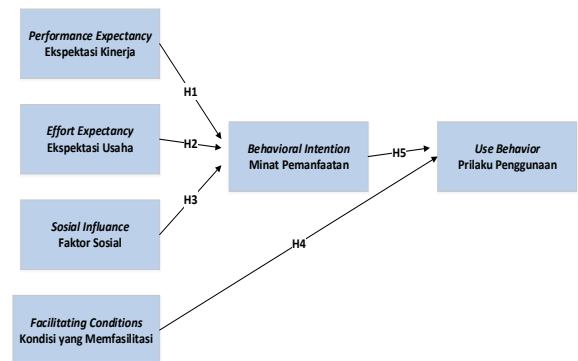 Performance Expectancy
Ekspektasi Kinerja
H1
Effort Expectancy
Ekspektasi Usaha
H2
Behavioral Intention
Minat Pemanfaatan
H5
Use Behavior
Prilaku Penggunaan
H3
Sosial Influence
Faktor Sosial
H4
Facilitating Conditions
Kondisi yang Memfasilitasi